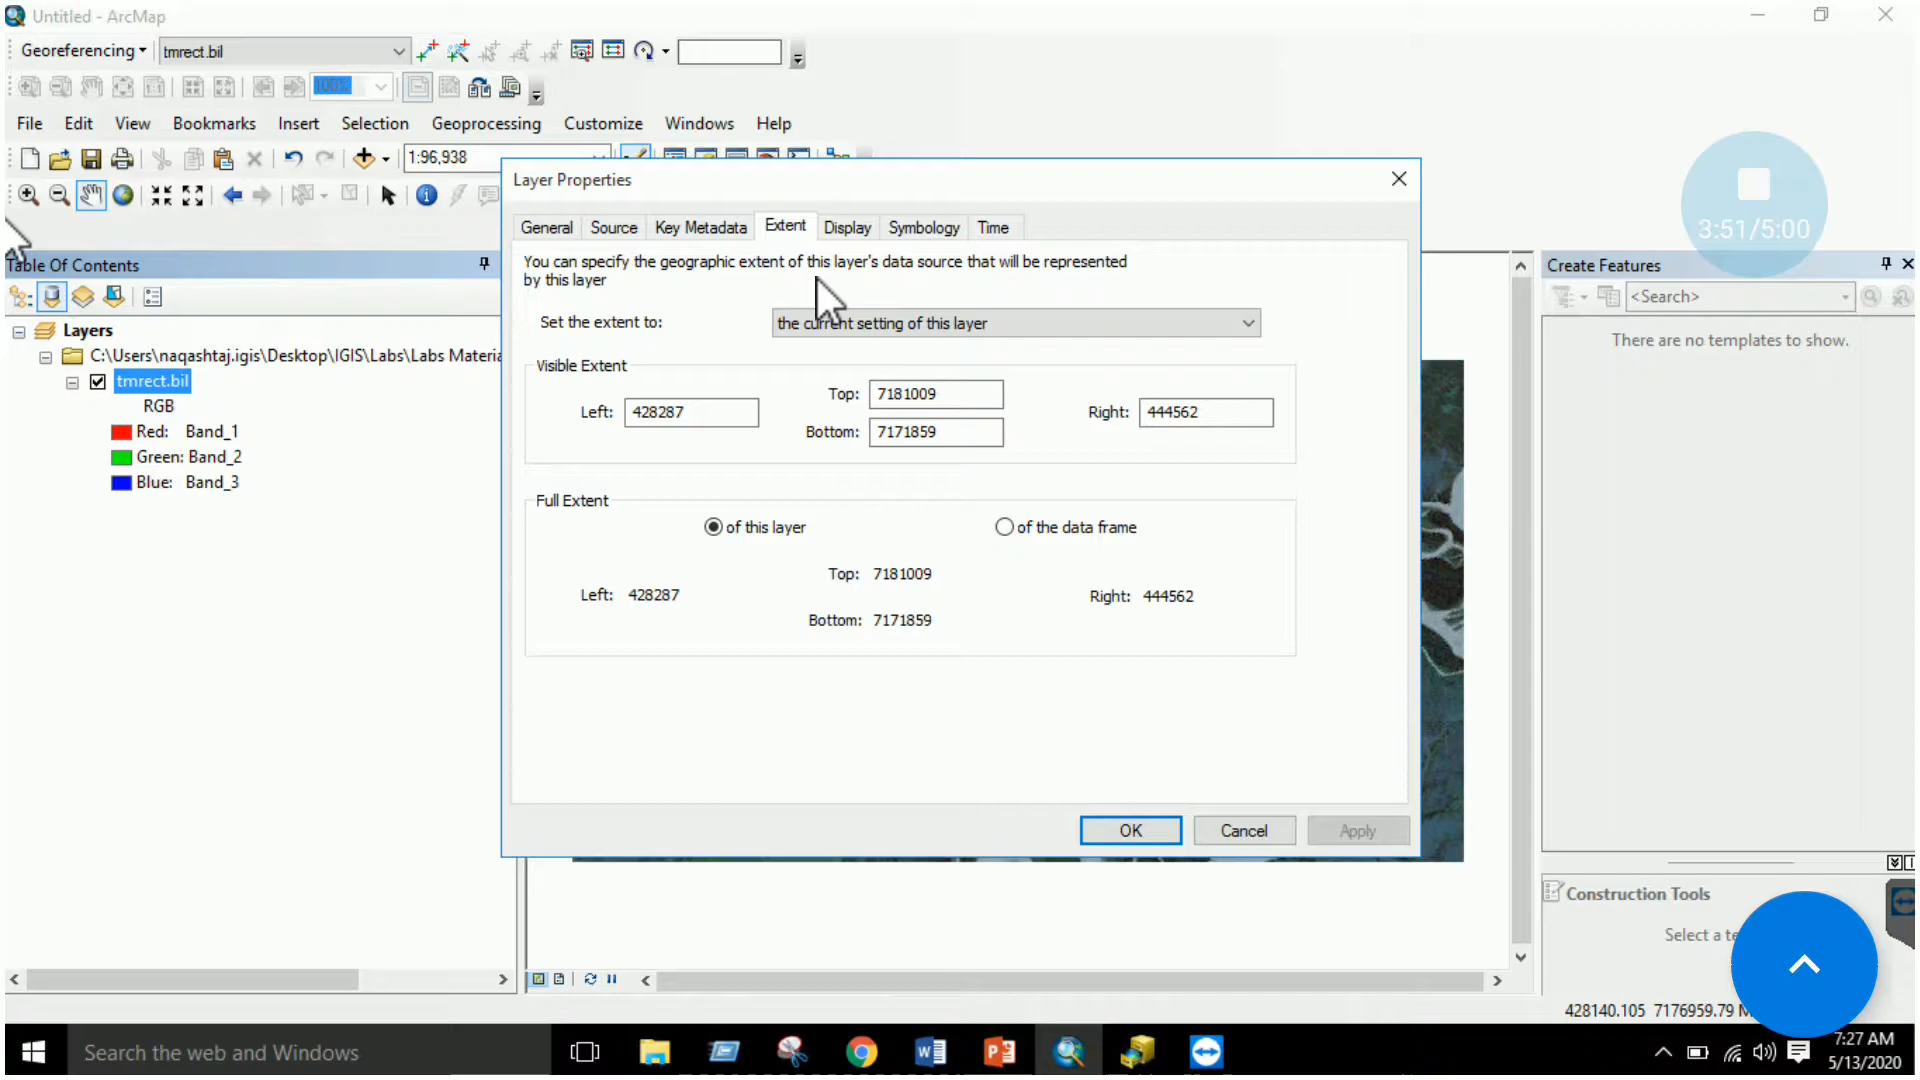 Untitled - ArcMap
Georeferencing
tmrect.bil
100%
File Edit View Bookmarks Insert Selection Geoprocessing Customize Windows Help
1:96,938
Layer Properties
General Source Key Metadata Extent Display Symbology Time
3:51/5:00
You can specify the geographic extent of this layer's data source that will be represented
by this layer
Set the extent to: the current setting of this layer
Visible Extent
Top: 7181009
Left: 428287
Right: 444562
Bottom: 7171859
Full Extent
of this layer
of the data frame
Top: 7181009
Left: 428287
Right: 444562
Bottom: 7171859
OK Cancel Apply
Table Of Contents
Layers
C:\Users\naqashtaj.igis\Desktop\IGIS\Labs\Labs Materia
tmrect.bil
RGB
Red: Band_1
Green: Band_2
Blue: Band_3
Create Features
<Search>
There are no templates to show.
Construction Tools
Select a te
428140.105 7176959.79 M
Search the web and Windows
7:27 AM
5/13/2020